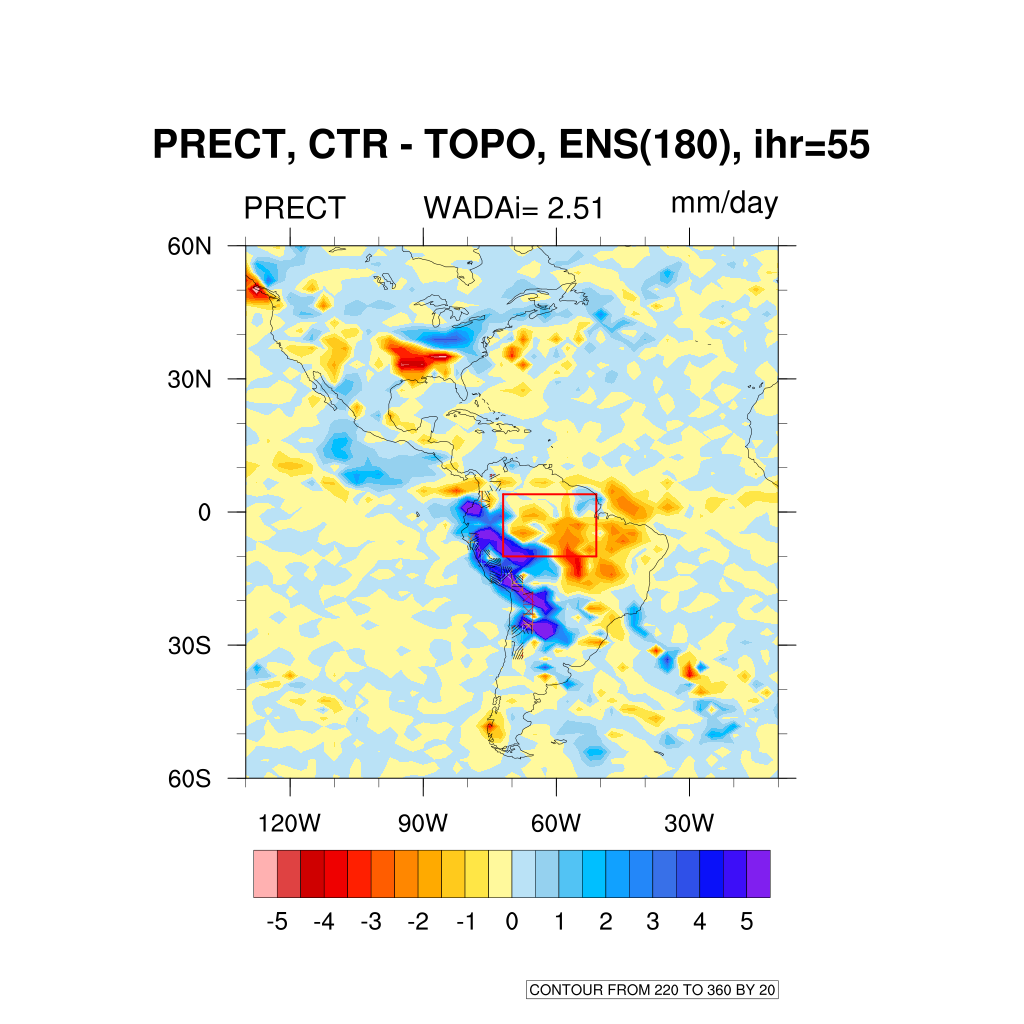 PRECT, CTR - TOPO, ENS(180), ihr=55
PRECT WADAi= 2.51 mm/day
60N
30N
0
30S
60S
120W 90W 60W 30W
-5 -4 -3 -2 -1 0 1 2 3 4 5
CONTOUR FROM 220 TO 360 BY 20